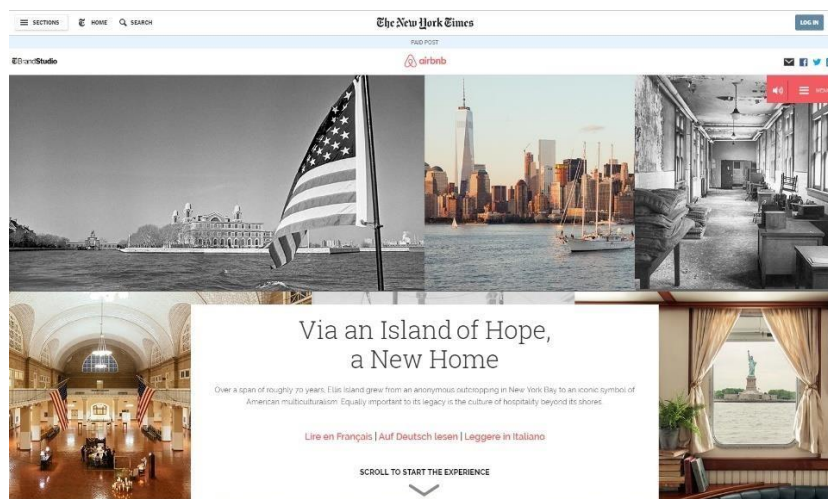 SECTIONS HOME SEARCH The New York Times LOG IN
PAID POST
TBrandStudio airbnb
Via an Island of Hope,
a New Home
Over a span of roughly 70 years, Ellis Island grew from an anonymous outcropping in New York Bay to an iconic symbol of
American multiculturalism. Equally important to its legacy is the culture of hospitality beyond its shores.
Lire en Français | Auf Deutsch lesen | Leggere in Italiano
SCROLL TO START THE EXPERIENCE